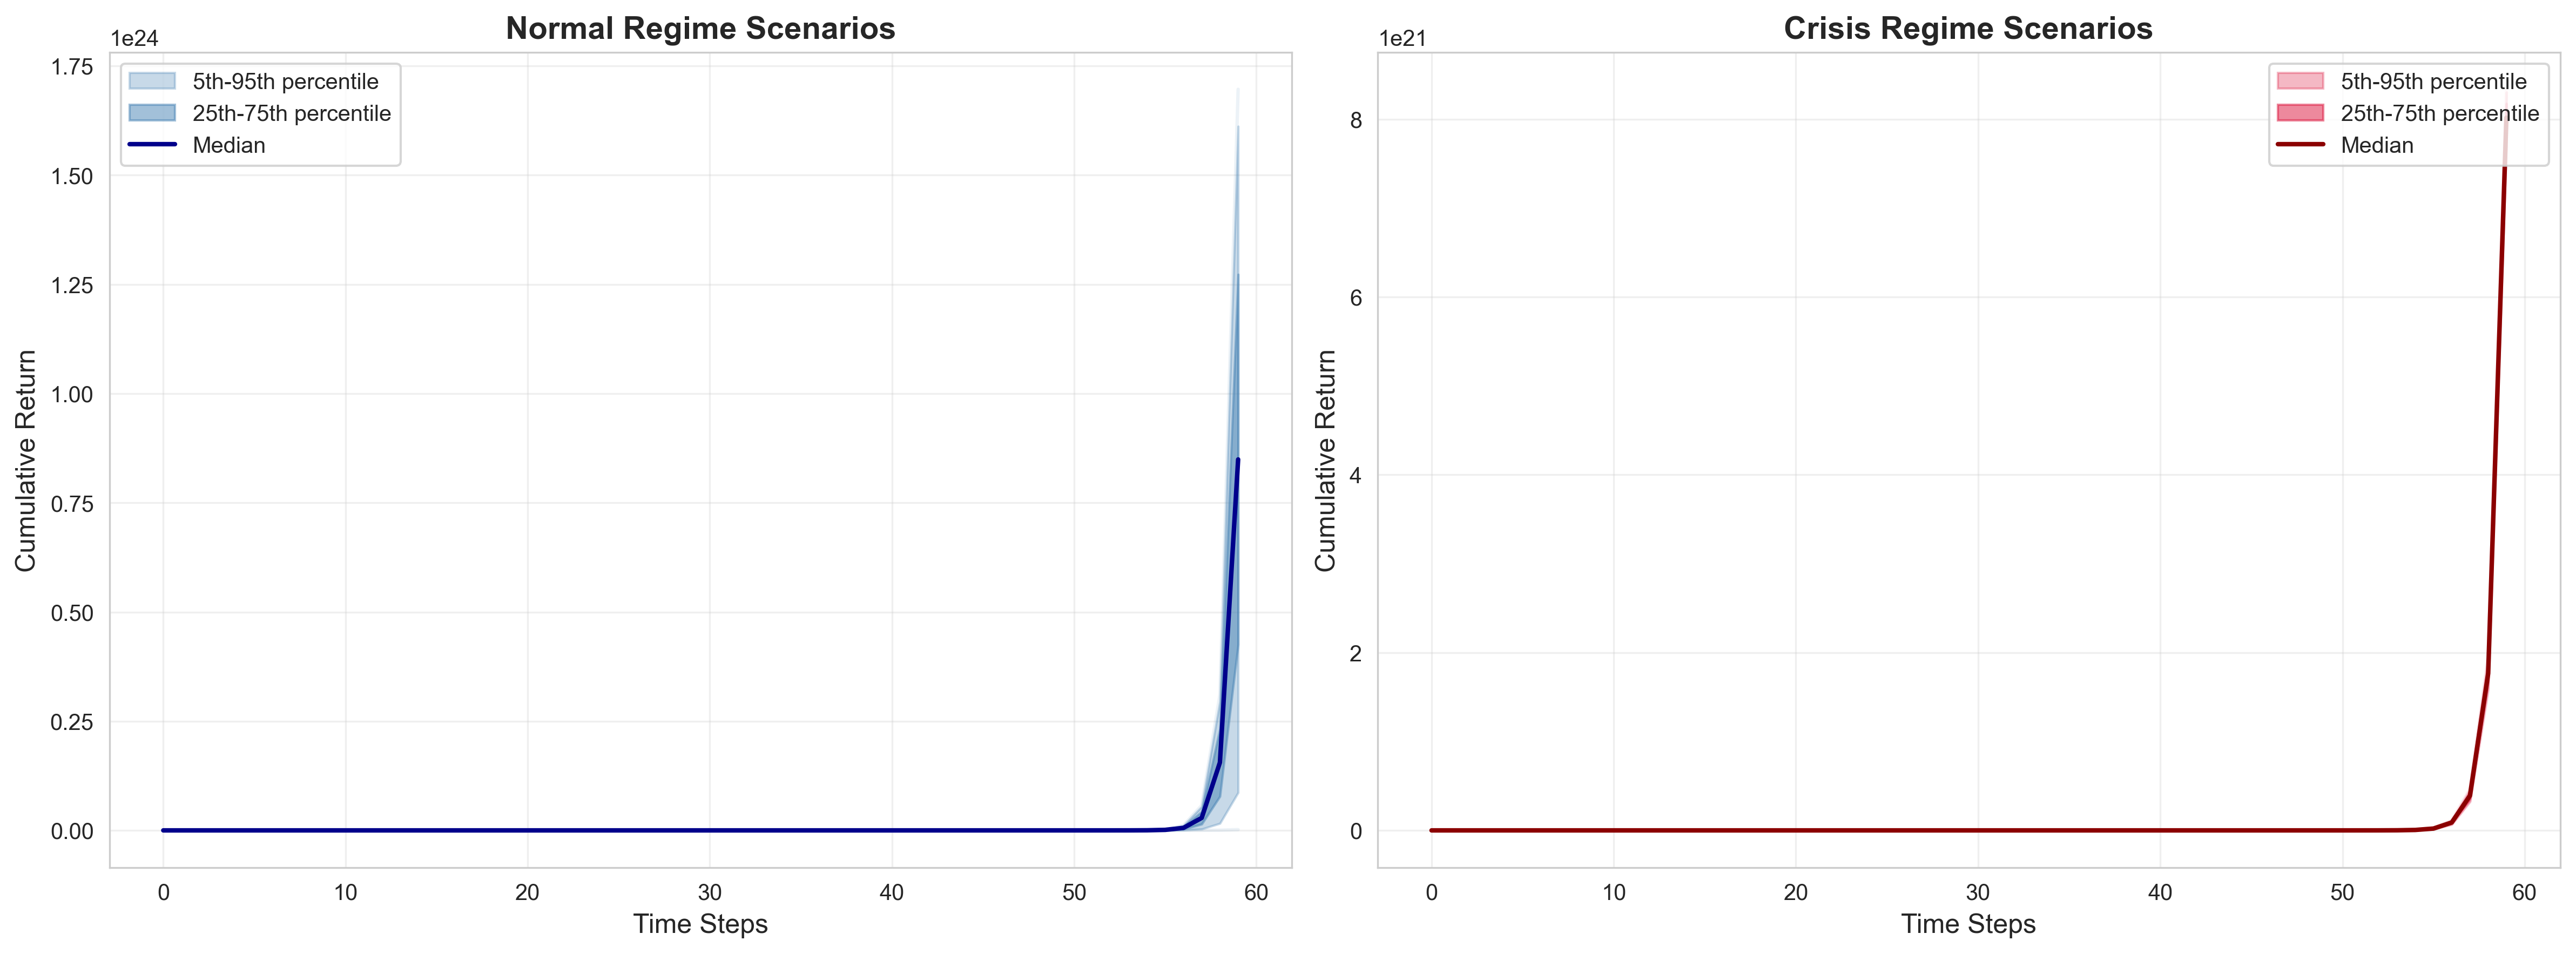 Normal Regime Scenarios
1e24
1.75
1.50
1.25
1.00
0.75
0.50
0.25
0.00
Cumulative Return
5th-95th percentile
25th-75th percentile
Median
0 10 20 30 40 50 60
Time Steps
Crisis Regime Scenarios
1e21
8
6
4
2
0
Cumulative Return
5th-95th percentile
25th-75th percentile
Median
0 10 20 30 40 50 60
Time Steps